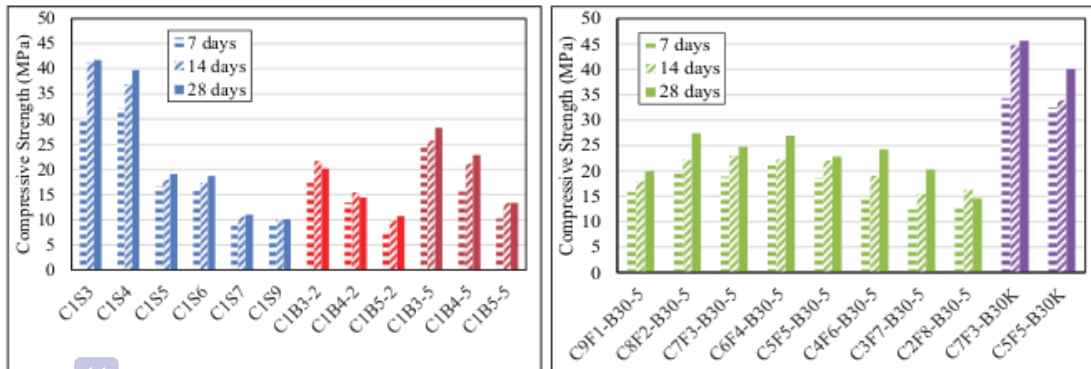 Compressive Strength (MPa)
50
45
40
35
30
25
20
15
10
5
0
7 days
14 days
28 days
C1S3
C1S4
C1S5
C1S6
C1S7
C1S9
C1B3-2
C1B4-2
C1B5-2
C1B3-5
C1B4-5
C1B5-5
Compressive Strength (MPa)
50
45
40
35
30
25
20
15
10
5
0
7 days
14 days
28 days
C9F1-B30-5
C8F2-B30-5
C7F3-B30-5
C6F4-B30-5
C5F5-B30-5
C4F6-B30-5
C3F7-B30-5
C2F8-B30-5
C7F3-B30K
C5F5-B30K